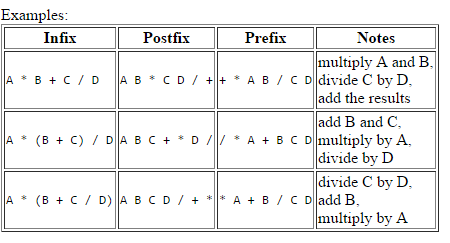 Examples:
Infix Postfix Prefix Notes
A * B + C / D A B * C D / + + * A B / C D multiply A and B,
divide C by D,
add the results
A * (B + C) / D A B C + * D / / * A + B C D add B and C,
multiply by A,
divide by D
A * (B + C / D) A B C D / + * * A + B / C D divide C by D,
add B,
multiply by A